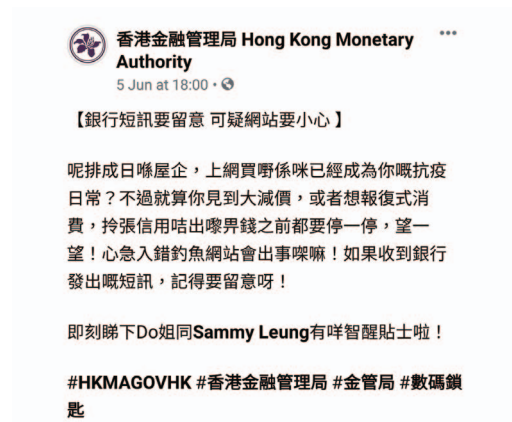 香港金融管理局 Hong Kong Monetary
Authority
5 Jun at 18:00 ·
【銀行短訊要留意 可疑網站要小心 】
呢排成日喺屋企，上網買嘢係咪已經成為你嘅抗疫
日常？不過就算你見到大減價，或者想報復式消
費，拎張信用咭出嚟畀錢之前都要停一停，望一
望！心急入錯釣魚網站會出事㗎嘛！如果收到銀行
發出嘅短訊，記得要留意呀！
即刻睇下Do姐同Sammy Leung有咩智醒貼士啦！
#HKMAGOVHK #香港金融管理局 #金管局 #數碼鎖
匙